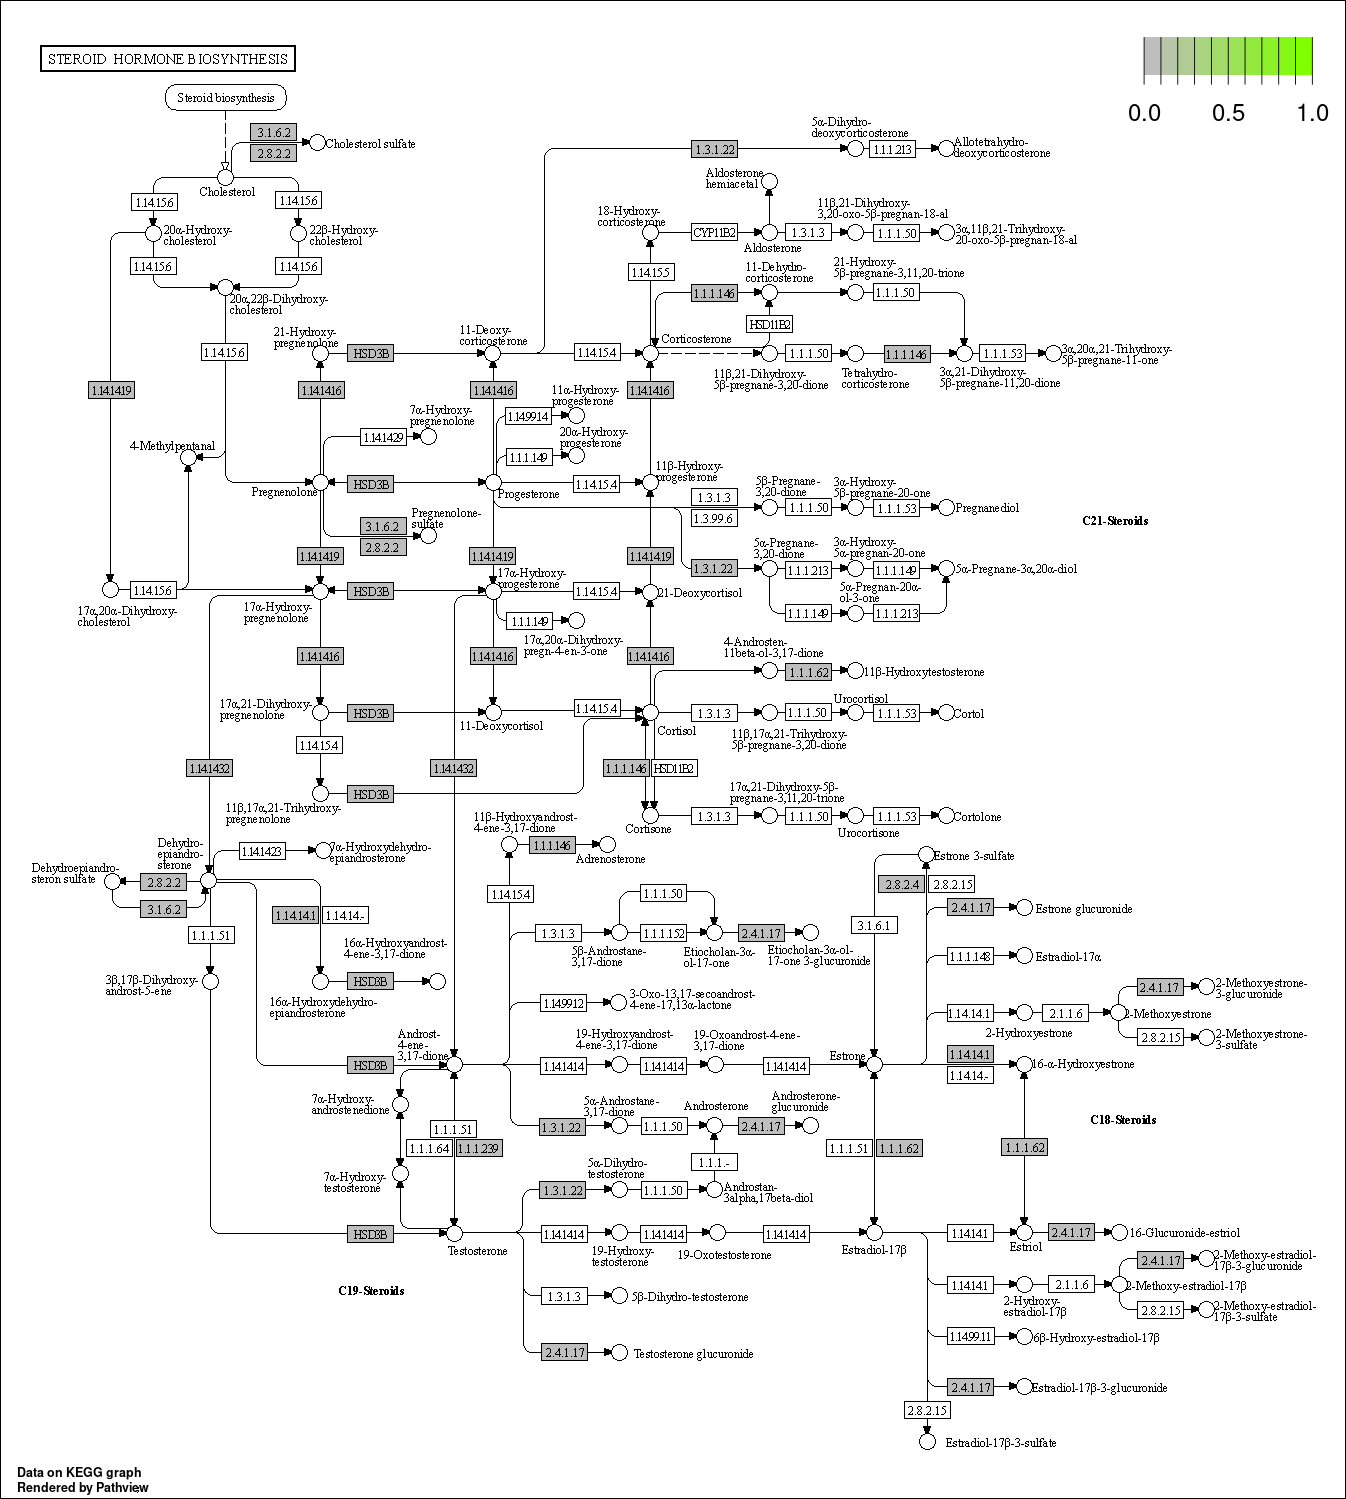 STEROID HORMONE BIOSYNTHESIS
0.0 0.5 1.0
Steroid biosynthesis
3.1.6.2
2.8.2.2
Cholesterol sulfate
Cholesterol
1.14.15.6
1.14.15.6
20α-Hydroxy-
cholesterol
22β-Hydroxy-
cholesterol
1.14.15.6
1.14.15.6
20α,22β-Dihydroxy-
cholesterol
1.14.15.6
1.14.14.19
4-Methylpentanal
17α,20α-Dihydroxy-
cholesterol
1.14.15.6
21-Hydroxy-
pregnenolone
HSD3B
11-Deoxy-
corticosterone
1.14.15.4
Corticosterone
1.14.14.16
1.14.14.16
1.14.14.16
7α-Hydroxy-
pregnenolone
1.14.14.29
11α-Hydroxy-
progesterone
1.14.99.14
20α-Hydroxy-
progesterone
1.1.1.149
Pregnenolone
HSD3B
Progesterone
1.14.15.4
11β-Hydroxy-
progesterone
Pregnenolone-
sulfate
3.1.6.2
2.8.2.2
1.14.14.19
1.14.14.19
1.14.14.19
17α-Hydroxy-
pregnenolone
HSD3B
17α-Hydroxy-
progesterone
1.14.15.4
21-Deoxycortisol
1.1.1.149
17α,20α-Dihydroxy-
pregn-4-en-3-one
1.14.14.16
1.14.14.16
1.14.14.16
17α,21-Dihydroxy-
pregnenolone
HSD3B
11-Deoxycortisol
1.14.15.4
Cortisol
1.14.15.4
11β,17α,21-Trihydroxy-
pregnenolone
HSD3B
1.14.14.32
1.14.14.32
1.1.1.146
HSD11B2
Cortisone
5α-Dihydro-
deoxycorticosterone
1.3.1.22
1.1.1.213
Allotetrahydro-
deoxycorticosterone
Aldosterone
hemiacetal
18-Hydroxy-
corticosterone
CYP11B2
Aldosterone
1.3.1.3
11β,21-Dihydroxy-
3,20-oxo-5β-pregnan-18-al
1.1.1.50
3α,11β,21-Trihydroxy-
20-oxo-5β-pregnan-18-al
1.14.15.5
1.1.1.146
11-Dehydro-
corticosterone
21-Hydroxy-
5β-pregnane-3,11,20-trione
1.1.1.50
HSD11B2
11β,21-Dihydroxy-
5β-pregnane-3,20-dione
1.1.1.50
Tetrahydro-
corticosterone
1.1.1.146
3α,21-Dihydroxy-
5β-pregnane-11,20-dione
1.1.1.53
3α,20α,21-Trihydroxy-
5β-pregnane-11-one
1.3.1.3
1.3.99.6
5β-Pregnane-
3,20-dione
1.1.1.50
3α-Hydroxy-
5β-pregnane-20-one
1.1.1.53
Pregnanediol
C21-Steroids
1.3.1.22
5α-Pregnane-
3,20-dione
1.1.1.213
3α-Hydroxy-
5α-pregnan-20-one
1.1.1.149
5α-Pregnane-3α,20α-diol
1.1.1.149
5α-Pregnan-20α-
ol-3-one
1.1.1.213
4-Androsten-
11beta-ol-3,17-dione
1.1.1.62
11β-Hydroxytestosterone
1.3.1.3
11β,17α,21-Trihydroxy-
5β-pregnane-3,20-dione
1.1.1.50
Urocortisol
1.1.1.53
Cortol
1.3.1.3
17α,21-Dihydroxy-5β-
pregnane-3,11,20-trione
1.1.1.50
Urocortisone
1.1.1.53
Cortolone
Dehydroepiandro-
steron sulfate
Dehydro-
epiandro-
sterone
2.8.2.2
3.1.6.2
1.14.14.23
7α-Hydroxydehydro-
epiandrosterone
1.14.14.1
1.14.14.-
1.1.1.51
3β,17β-Dihydroxy-
androst-5-ene
16α-Hydroxydehydro-
epiandrosterone
HSD3B
16α-Hydroxyandrost-
4-ene-3,17-dione
HSD3B
Androst-
4-ene-
3,17-dione
7α-Hydroxy-
androstenedione
7α-Hydroxy-
testosterone
1.1.1.51
1.1.1.64
1.1.1.239
HSD3B
Testosterone
11β-Hydroxyandrost-
4-ene-3,17-dione
1.1.1.146
Adrenosterone
1.14.15.4
1.3.1.3
5β-Androstane-
3,17-dione
1.1.1.50
1.1.1.152
Etiocholan-3α-
ol-17-one
2.4.1.17
Etiocholan-3α-ol-
17-one 3-glucuronide
1.14.99.12
3-Oxo-13,17-secoandrost-
4-ene-17,13α-lactone
1.14.14.14
19-Hydroxyandrost-
4-ene-3,17-dione
1.14.14.14
19-Oxoandrost-4-ene-
3,17-dione
1.14.14.14
Estrone
1.3.1.22
5α-Androstane-
3,17-dione
1.1.1.50
Androsterone
2.4.1.17
Androsterone-
glucuronide
1.1.1.-
1.3.1.22
5α-Dihydro-
testosterone
1.1.1.50
Androstan-
3alpha,17beta-diol
1.14.14.14
19-Hydroxy-
testosterone
1.14.14.14
19-Oxotestosterone
1.14.14.14
Estradiol-17β
1.3.1.3
5β-Dihydro-testosterone
2.4.1.17
Testosterone glucuronide
C19-Steroids
Estrone 3-sulfate
2.8.2.4
2.8.2.15
3.1.6.1
2.4.1.17
Estrone glucuronide
1.1.1.148
Estradiol-17α
1.14.14.1
2-Hydroxyestrone
2.1.1.6
2-Methoxyestrone
2.4.1.17
2-Methoxyestrone-
3-glucuronide
2.8.2.15
2-Methoxyestrone-
3-sulfate
1.14.14.1
1.14.14.-
16-α-Hydroxyestrone
C18-Steroids
1.1.1.51
1.1.1.62
1.1.1.62
1.14.14.1
Estriol
2.4.1.17
16-Glucuronide-estriol
1.14.14.1
2-Hydroxy-
estradiol-17β
2.1.1.6
2-Methoxy-estradiol-17β
2.4.1.17
2-Methoxy-estradiol-
17β-3-glucuronide
2.8.2.15
2-Methoxy-estradiol-
17β-3-sulfate
1.14.99.11
6β-Hydroxy-estradiol-17β
2.4.1.17
Estradiol-17β-3-glucuronide
2.8.2.15
Estradiol-17β-3-sulfate
Data on KEGG graph
Rendered by Pathview